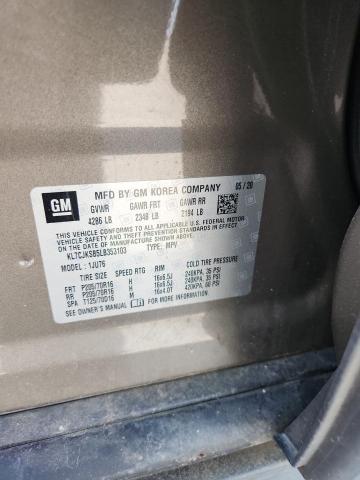 GM
MFD BY GM KOREA COMPANY 05/20
GVWR GAWR FRT GAWR RR
4286 LB 2348 LB 2194 LB
THIS VEHICLE CONFORMS TO ALL APPLICABLE U.S. FEDERAL MOTOR
VEHICLE SAFETY, BUMPER, AND THEFT PREVENTION STANDARDS IN EFFECT
ON THE DATE OF MANUFACTURE SHOWN ABOVE.
KL7CJKSB5LB353103 TYPE: MPV
MODEL: 1JU76
TIRE SIZE SPEED RTG RIM COLD TIRE PRESSURE
FRT P205/70R16 H 16x6.5J 240KPA, 35 PSI
RR P205/70R16 H 16x6.5J 240KPA, 35 PSI
SPA T125/70D16 M 16x4.0T 420KPA, 60 PSI
SEE OWNER'S MANUAL FOR ADDITIONAL INFORMATION